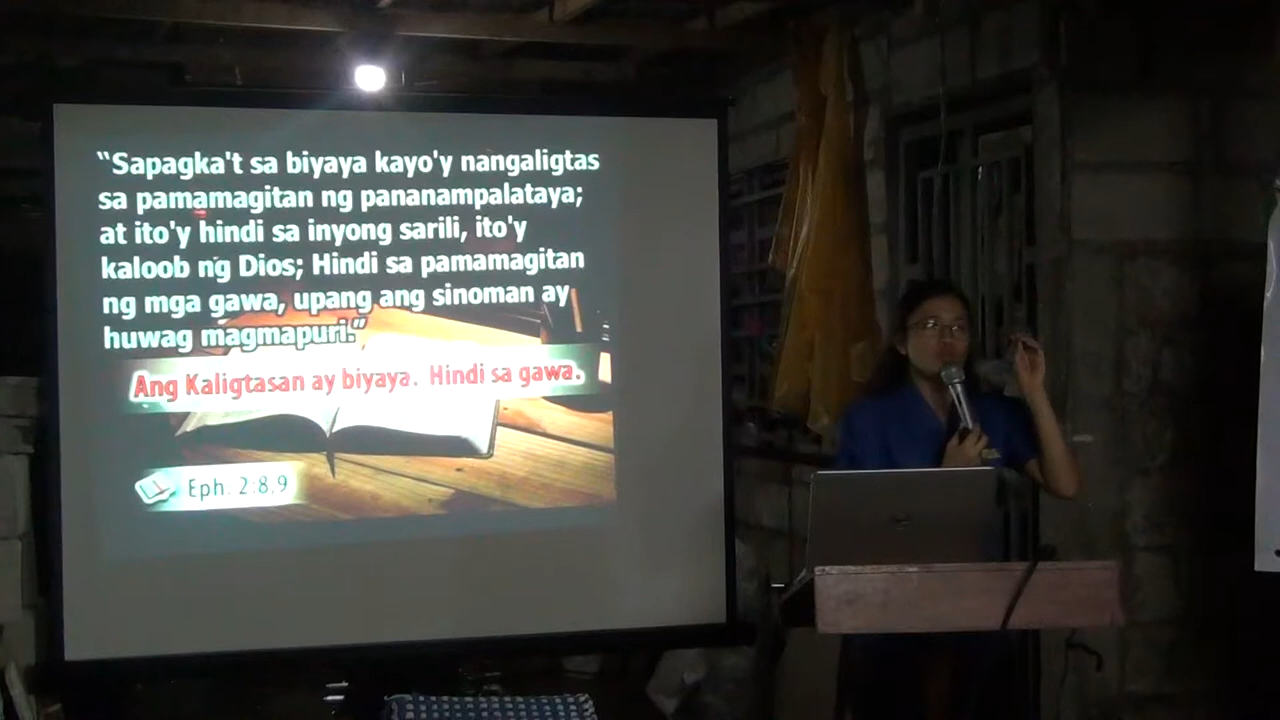 “Sapagka't sa biyaya kayo'y nangaligtas
sa pamamagitan ng pananampalataya;
at ito'y hindi sa inyong sarili, ito'y
kaloob ng Dios; Hindi sa pamamagitan
ng mga gawa, upang ang sinoman ay
huwag magmapuri.”
Ang Kaligtasan ay biyaya. Hindi sa gawa.
Eph. 2:8,9